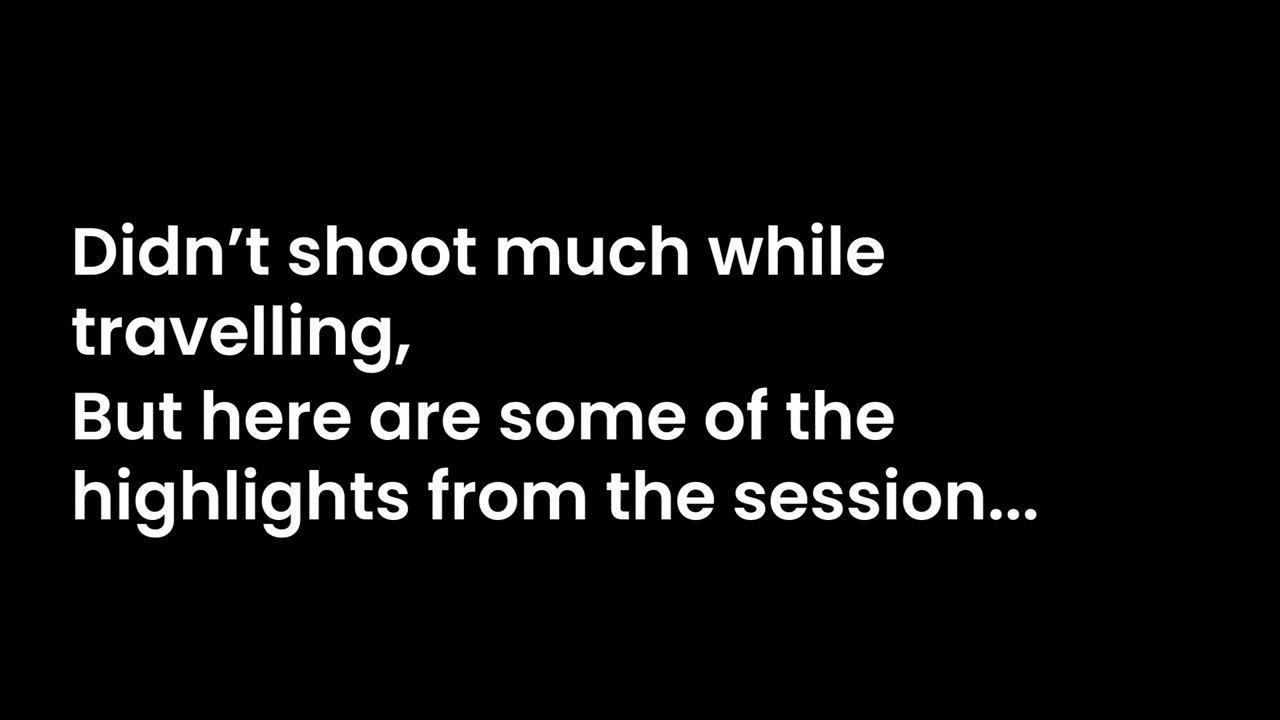 Didn’t shoot much while
travelling,
But here are some of the
highlights from the session...